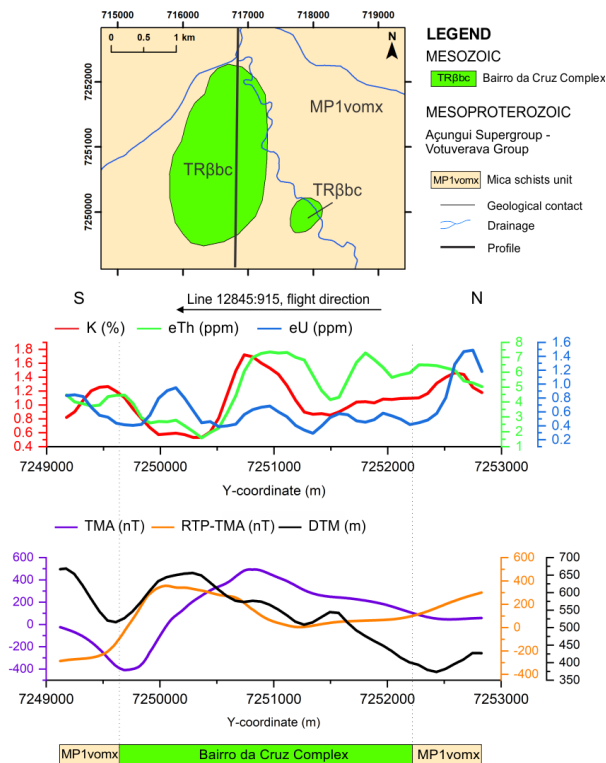 715000 716000 717000 718000 719000
0 0.5 1 km
N
7252000
7251000
7250000
MP1vomx
TRβbc
TRβbc
LEGEND
MESOZOIC
TRβbc Bairro da Cruz Complex
MESOPROTEROZOIC
Açungui Supergroup -
Votuverava Group
MP1vomx Mica schists unit
Geological contact
Drainage
Profile
S Line 12845:915, flight direction N
K (%) eTh (ppm) eU (ppm)
1.8
1.6
1.4
1.2
1.0
0.8
0.6
0.4
8
7
6
5
4
3
2
1
1.6
1.4
1.2
1.0
0.8
0.6
0.4
0.2
7249000 7250000 7251000 7252000 7253000
Y-coordinate (m)
TMA (nT) RTP-TMA (nT) DTM (m)
600
400
200
0
-200
-400
600
400
200
0
-200
-400
700
650
600
550
500
450
400
350
7249000 7250000 7251000 7252000 7253000
Y-coordinate (m)
MP1vomx Bairro da Cruz Complex MP1vomx